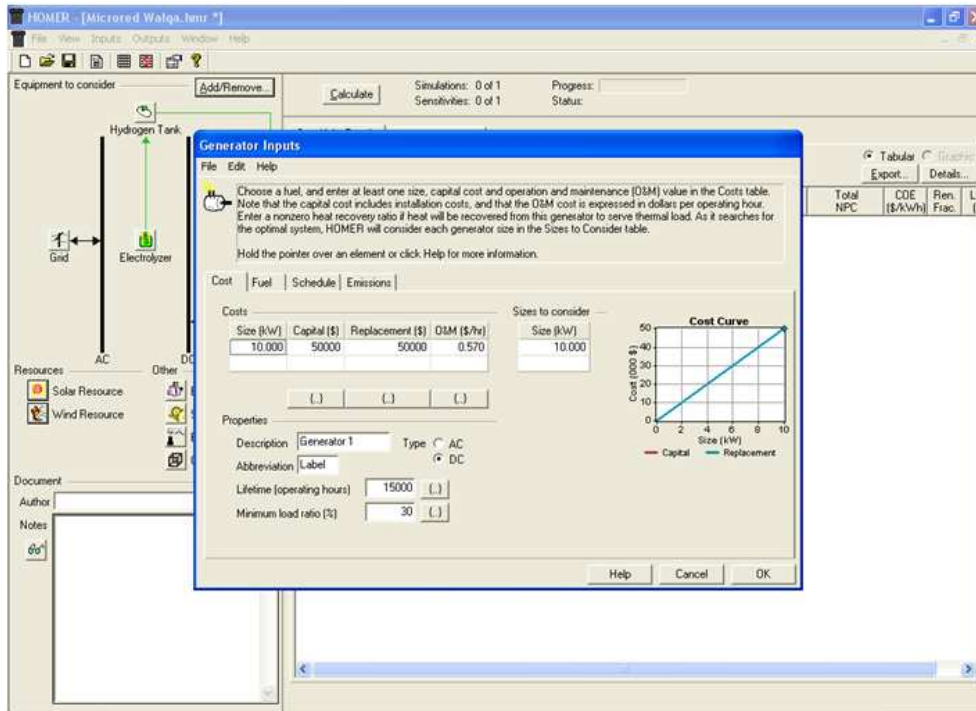 HOMER - [Microred Walqa.hmr *]
File View Inputs Outputs Window Help
Equipment to consider
Add/Remove...
Calculate
Simulations: 0 of 1
Progress:
Sensitivities: 0 of 1
Status:
Hydrogen Tank
Grid
Electrolyzer
AC
DC
Resources
Other
Solar Resource
Wind Resource
Document
Author
Notes
Tabular
Graphic
Export...
Details...
Total NPC
COE ($/kWh)
Ren. Frac.
Generator Inputs
File Edit Help
Choose a fuel, and enter at least one size, capital cost and operation and maintenance (O&M) value in the Costs table.
Note that the capital cost includes installation costs, and that the O&M cost is expressed in dollars per operating hour.
Enter a nonzero heat recovery ratio if heat will be recovered from this generator to serve thermal load. As it searches for
the optimal system, HOMER will consider each generator size in the Sizes to Consider table.
Hold the pointer over an element or click Help for more information.
Cost Fuel Schedule Emissions
Costs
Size (kW) Capital ($) Replacement ($) O&M ($/hr)
10.000 50000 50000 0.570
{..} {..} {..}
Sizes to consider
Size (kW)
10.000
Cost Curve
Cost (000 $)
50
40
30
20
10
0
0 2 4 6 8 10
Size (kW)
Capital Replacement
Properties
Description Generator 1
Type AC
DC
Abbreviation Label
Lifetime (operating hours) 15000 {..}
Minimum load ratio (%) 30 {..}
Help Cancel OK